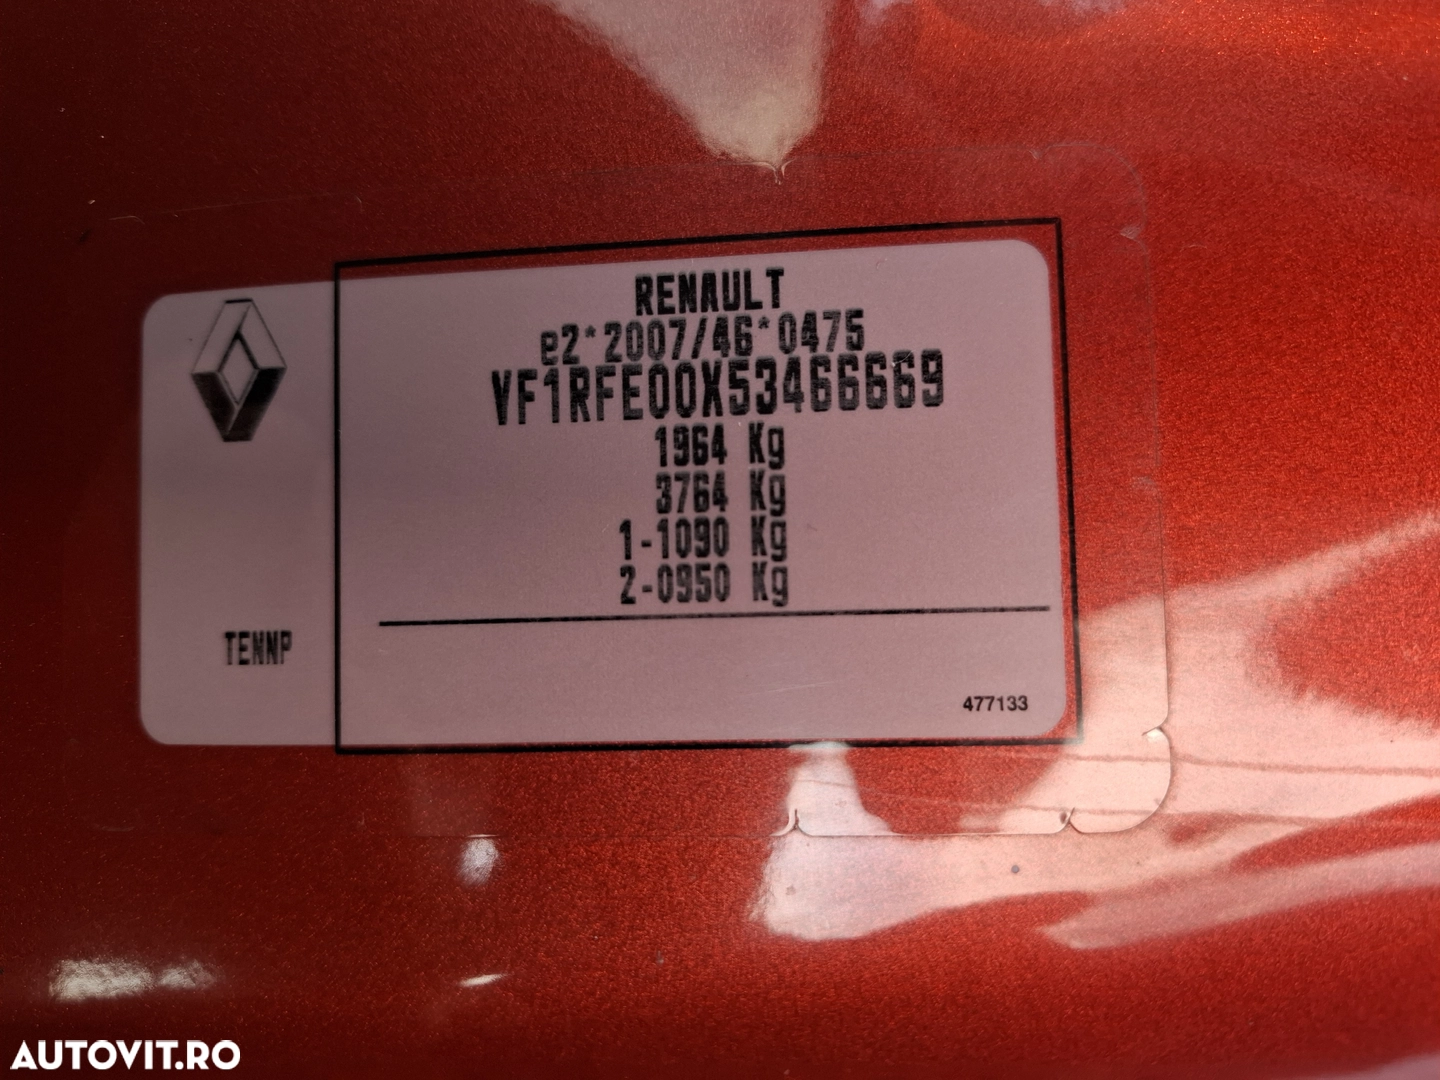 RENAULT
e2*2007/46*0475
VF1RFE00X53466669
1964 Kg
3764 Kg
1-1090 Kg
2-0950 Kg
TENNP
477133
AUTOVIT.RO